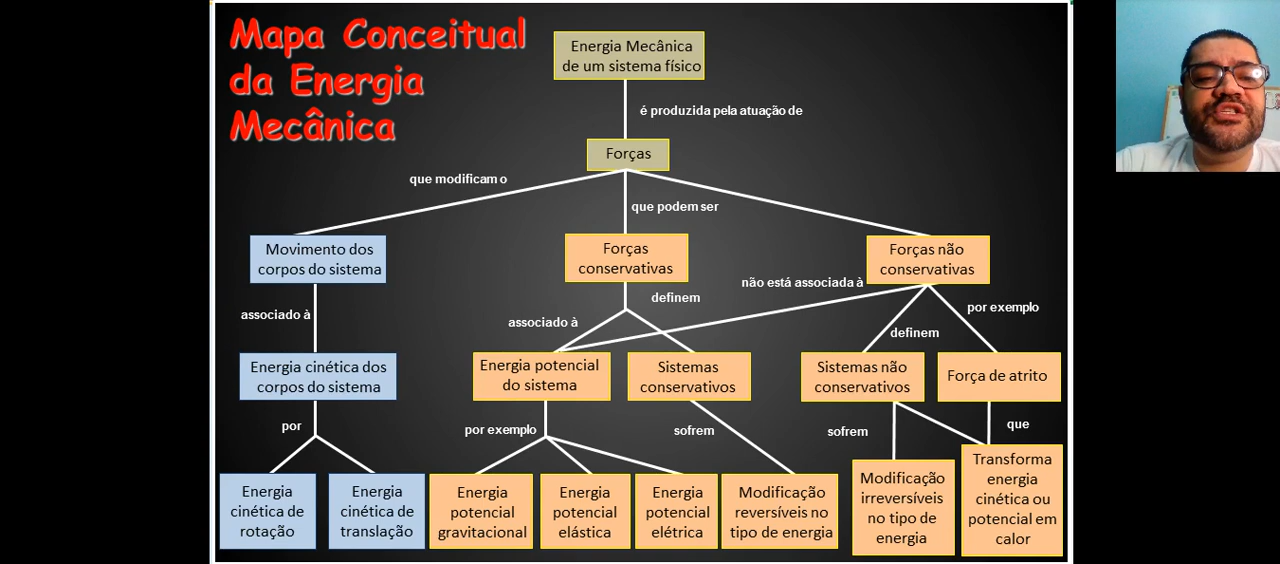 Mapa Conceitual
da Energia
Mecânica
Energia Mecânica
de um sistema físico
é produzida pela atuação de
Forças
que modificam o
que podem ser
Movimento dos
corpos do sistema
Forças
conservativas
Forças não
conservativas
associado à
definem
associado à
não está associada à
definem
por exemplo
Energia cinética dos
corpos do sistema
Energia potencial
do sistema
Sistemas
conservativos
Sistemas não
conservativos
Força de atrito
por
por exemplo
sofrem
sofrem
que
Energia
cinética de
rotação
Energia
cinética de
translação
Energia
potencial
gravitacional
Energia
potencial
elástica
Energia
potencial
elétrica
Modificação
reversíveis no
tipo de energia
Modificação
irreversíveis
no tipo de
energia
Transforma
energia
cinética ou
potencial em
calor